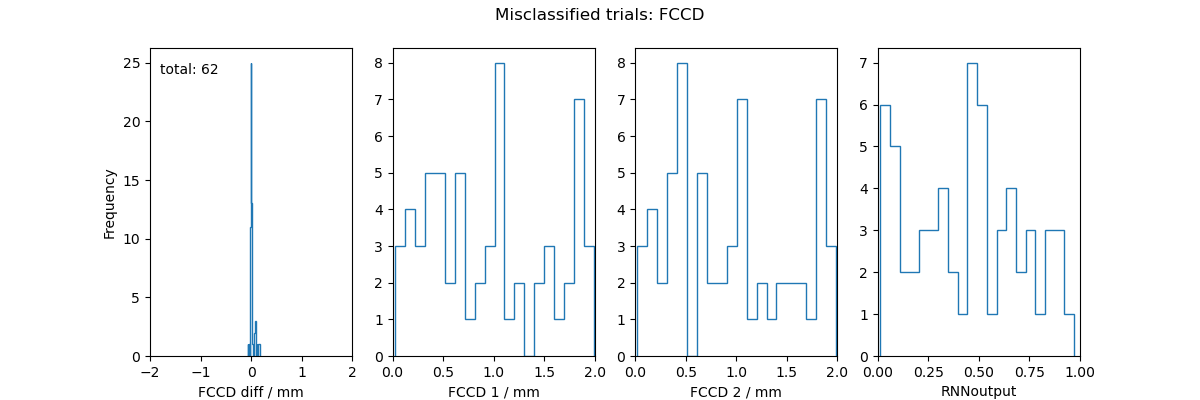 Misclassified trials: FCCD
Frequency
25
20
15
10
5
0
total: 62
−2 −1 0 1 2
FCCD diff / mm
8
7
6
5
4
3
2
1
0
0.0 0.5 1.0 1.5 2.0
FCCD 1 / mm
8
7
6
5
4
3
2
1
0
0.0 0.5 1.0 1.5 2.0
FCCD 2 / mm
7
6
5
4
3
2
1
0
0.00 0.25 0.50 0.75 1.00
RNNoutput